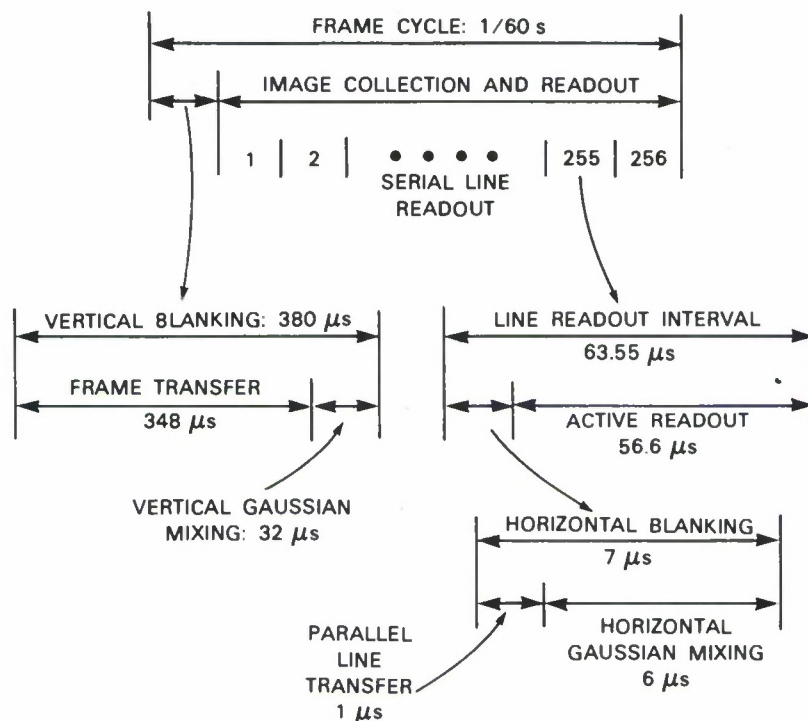 FRAME CYCLE: 1/60 s
IMAGE COLLECTION AND READOUT
1 2 255 256
SERIAL LINE
READOUT
VERTICAL 8LANKING: 380 μs
FRAME TRANSFER
348 μs
VERTICAL GAUSSIAN
MIXING: 32 μs
LINE READOUT INTERVAL
63.55 μs
ACTIVE READOUT
56.6 μs
HORIZONTAL BLANKING
7 μs
PARALLEL
LINE
TRANSFER
1 μs
HORIZONTAL
GAUSSIAN MIXING
6 μs